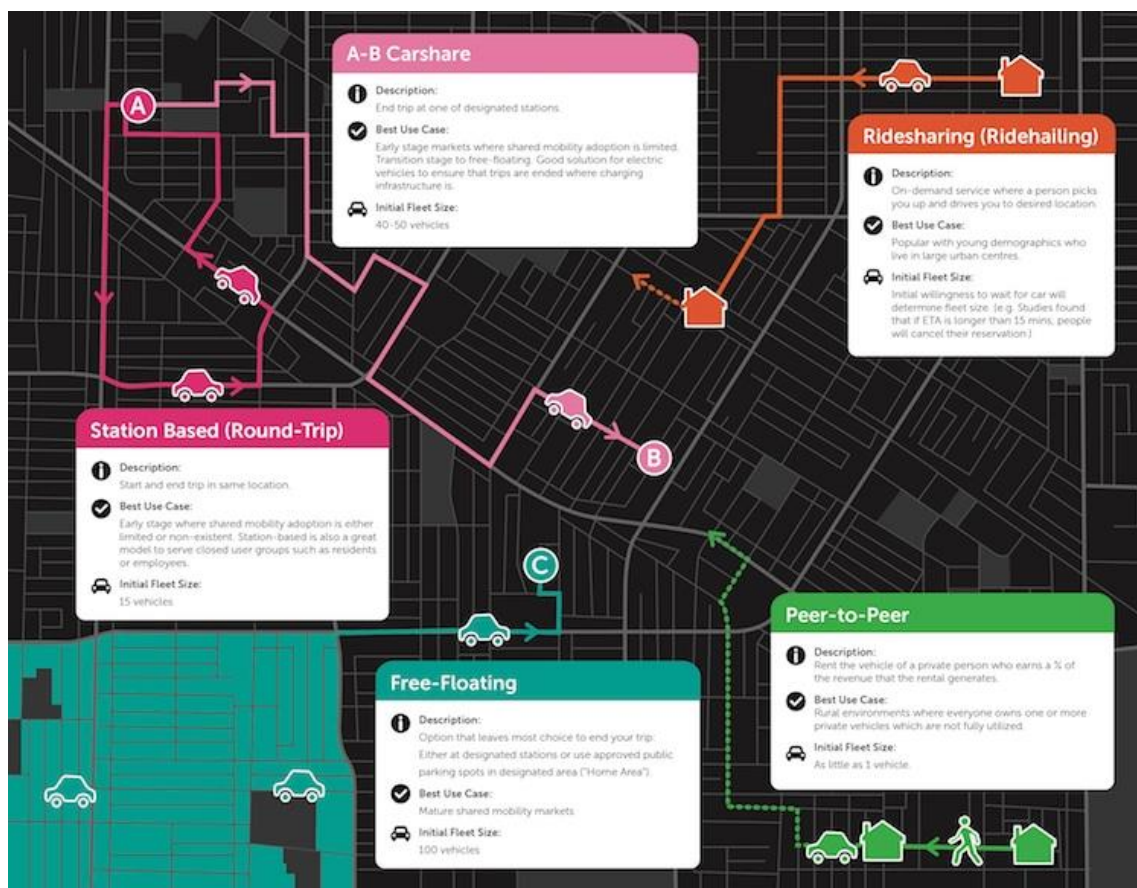 A-B Carshare
Description:
End trip at one of designated stations.
Best Use Case:
Early stage markets where shared mobility adoption is limited.
Transition stage to free-floating. Good solution for electric
vehicles to ensure that trips are ended where charging
infrastructure is.
Initial Fleet Size:
40-50 vehicles
A
Ridesharing (Ridehailing)
Description:
On-demand service where a person picks
you up and drives you to desired location.
Best Use Case:
Popular with young demographics who
live in large urban centres.
Initial Fleet Size:
Initial willingness to wait for car will
determine fleet size. (e.g. Studies found
that if ETA is longer than 15 mins, people
will cancel their reservation.)
Station Based (Round-Trip)
Description:
Start and end trip in same location.
Best Use Case:
Early stage where shared mobility adoption is either
limited or non-existent. Station-based is also a great
model to serve closed user groups such as residents
or employees.
Initial Fleet Size:
15 vehicles
B
C
Free-Floating
Description:
Option that leaves most choice to end your trip:
Either at designated stations or use approved public
parking spots in designated area ("Home Area").
Best Use Case:
Mature shared mobility markets
Initial Fleet Size:
100 vehicles
Peer-to-Peer
Description:
Rent the vehicle of a private person who earns a % of
the revenue that the rental generates.
Best Use Case:
Rural environments where everyone owns one or more
private vehicles which are not fully utilized.
Initial Fleet Size:
As little as 1 vehicle.